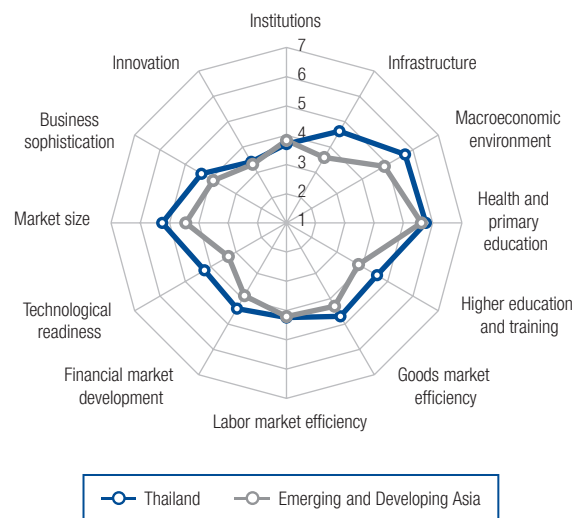 Institutions
Infrastructure
Macroeconomic
environment
Health and
primary
education
Higher education
and training
Goods market
efficiency
Labor market efficiency
Financial market
development
Technological
readiness
Market size
Business
sophistication
Innovation
7
6
5
4
3
2
1
Thailand
Emerging and Developing Asia